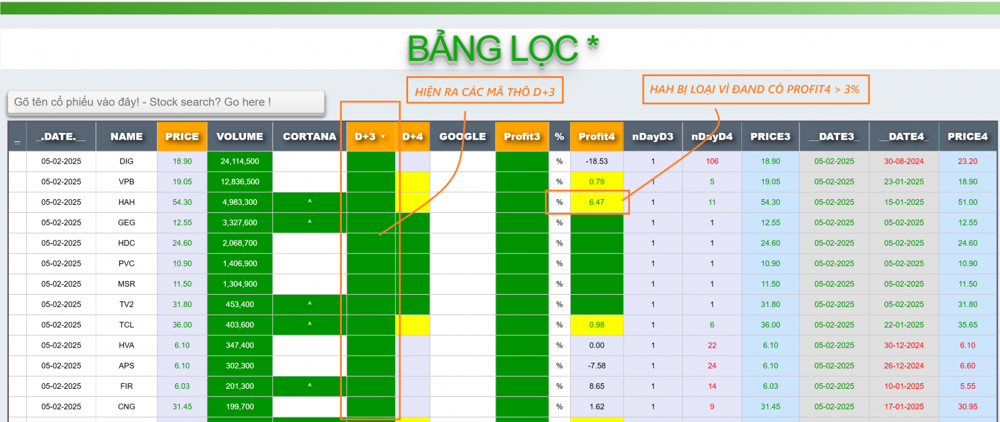 BẢNG LỌC *
HIỆN RA CÁC MÃ THÔ D+3
HAH BỊ LOẠI VÌ ĐAND CÓ PROFIT4 > 3%
Gõ tên cổ phiếu vào đây! - Stock search? Go here !
_ _.DATE.__ NAME PRICE VOLUME CORTANA D+3 ▼ D+4 GOOGLE Profit3 % Profit4 nDayD3 nDayD4 PRICE3 __DATE3_ __DATE4_ PRICE4
05-02-2025 DIG 18.90 24,114,500 % -18.53 1 106 18.90 05-02-2025 30-08-2024 23.20
05-02-2025 VPB 19.05 12,836,500 % 0.79 1 5 19.05 05-02-2025 23-01-2025 18.90
05-02-2025 HAH 54.30 4,983,300 ^ % 6.47 1 11 54.30 05-02-2025 15-01-2025 51.00
05-02-2025 GEG 12.55 3,327,600 ^ % 1 1 12.55 05-02-2025 05-02-2025 12.55
05-02-2025 HDC 24.60 2,068,700 % 1 1 24.60 05-02-2025 05-02-2025 24.60
05-02-2025 PVC 10.90 1,406,900 % 1 1 10.90 05-02-2025 05-02-2025 10.90
05-02-2025 MSR 11.50 1,304,900 % 1 1 11.50 05-02-2025 05-02-2025 11.50
05-02-2025 TV2 31.80 453,400 ^ % 1 1 31.80 05-02-2025 05-02-2025 31.80
05-02-2025 TCL 36.00 403,600 ^ % 0.98 1 6 36.00 05-02-2025 22-01-2025 35.65
05-02-2025 HVA 6.10 347,400 % 0.00 1 22 6.10 05-02-2025 30-12-2024 6.10
05-02-2025 APS 6.10 302,300 % -7.58 1 24 6.10 05-02-2025 26-12-2024 6.60
05-02-2025 FIR 6.03 201,300 ^ % 8.65 1 14 6.03 05-02-2025 10-01-2025 5.55
05-02-2025 CNG 31.45 199,700 % 1.62 1 9 31.45 05-02-2025 17-01-2025 30.95